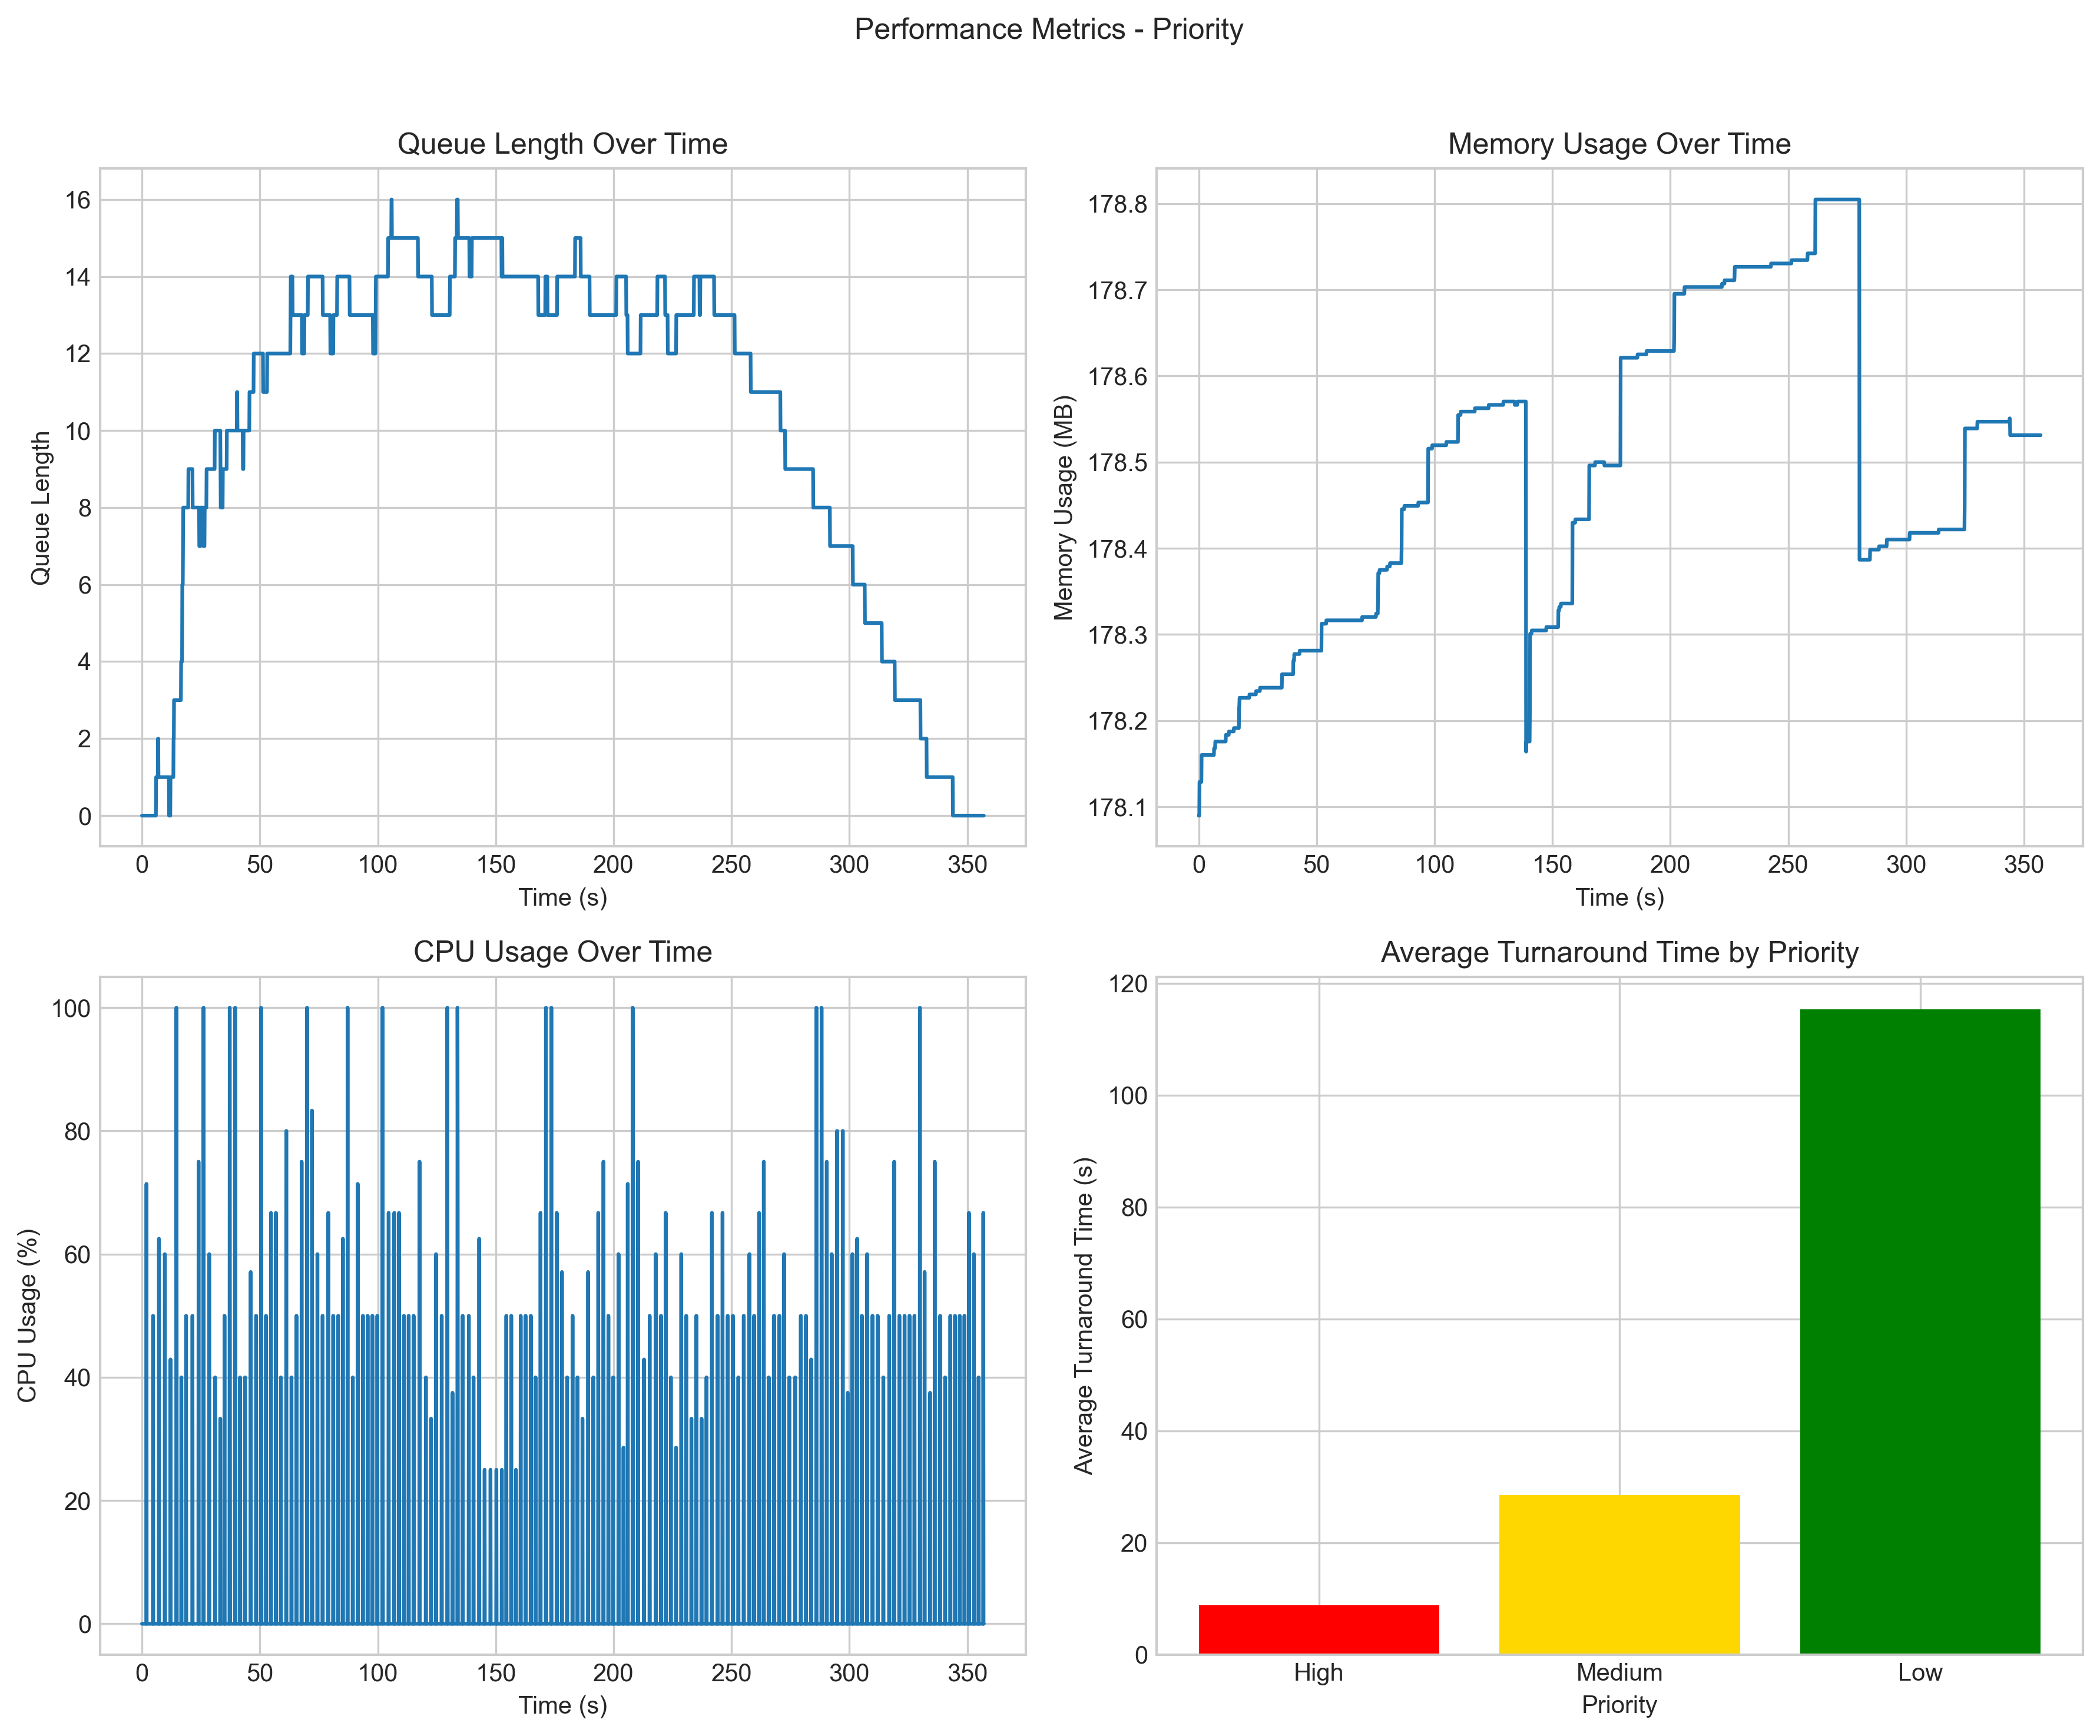 Performance Metrics - Priority
Queue Length Over Time
Queue Length
16
14
12
10
8
6
4
2
0
0 50 100 150 200 250 300 350
Time (s)
Memory Usage Over Time
Memory Usage (MB)
178.8
178.7
178.6
178.5
178.4
178.3
178.2
178.1
0 50 100 150 200 250 300 350
Time (s)
CPU Usage Over Time
CPU Usage (%)
100
80
60
40
20
0
0 50 100 150 200 250 300 350
Time (s)
Average Turnaround Time by Priority
Average Turnaround Time (s)
120
100
80
60
40
20
0
High Medium Low
Priority